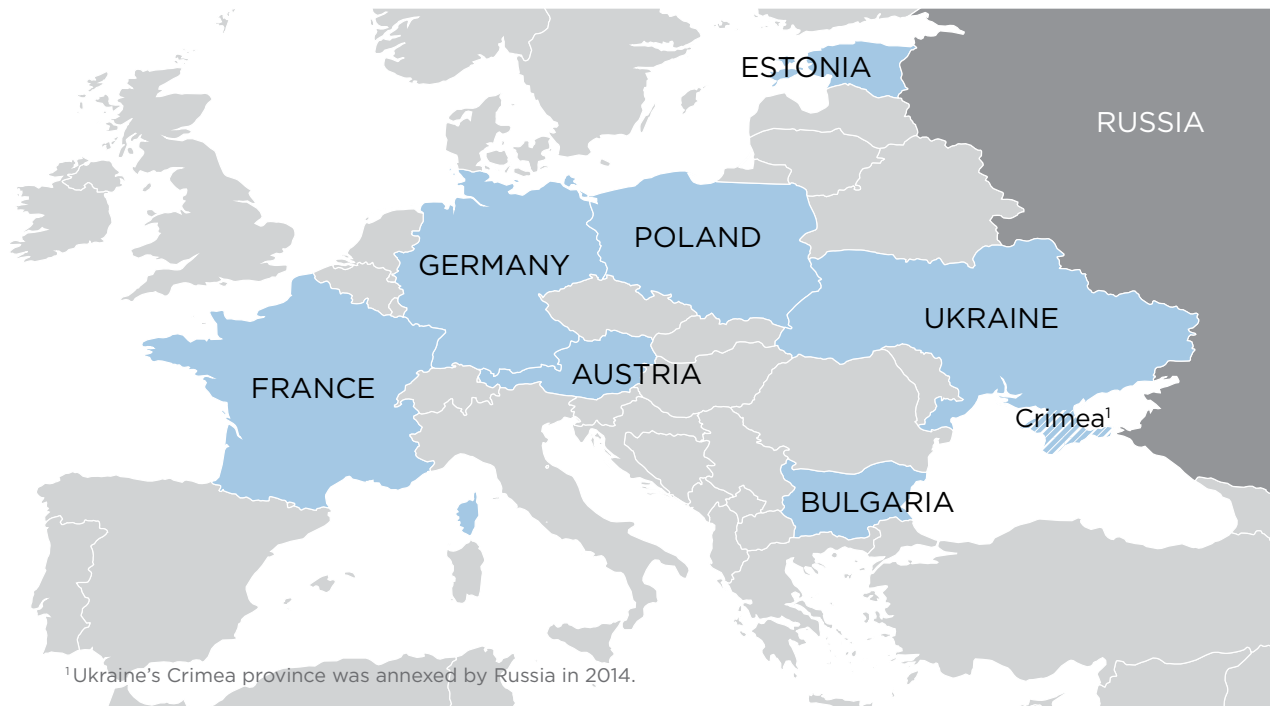 ESTONIA
RUSSIA
POLAND
GERMANY
UKRAINE
AUSTRIA
FRANCE
Crimea¹
BULGARIA
¹Ukraine’s Crimea province was annexed by Russia in 2014.